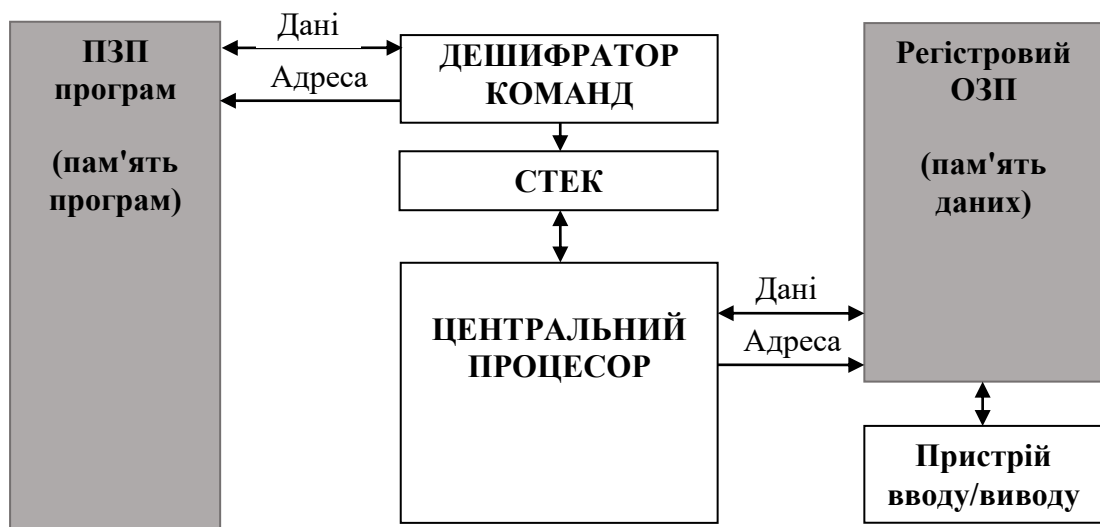 ПЗП
програм
(пам'ять
програм)
Дані
Адреса
ДЕШИФРАТОР
КОМАНД
СТЕК
ЦЕНТРАЛЬНИЙ
ПРОЦЕСОР
Дані
Адреса
Регістровий
ОЗП
(пам'ять
даних)
Пристрій
вводу/виводу